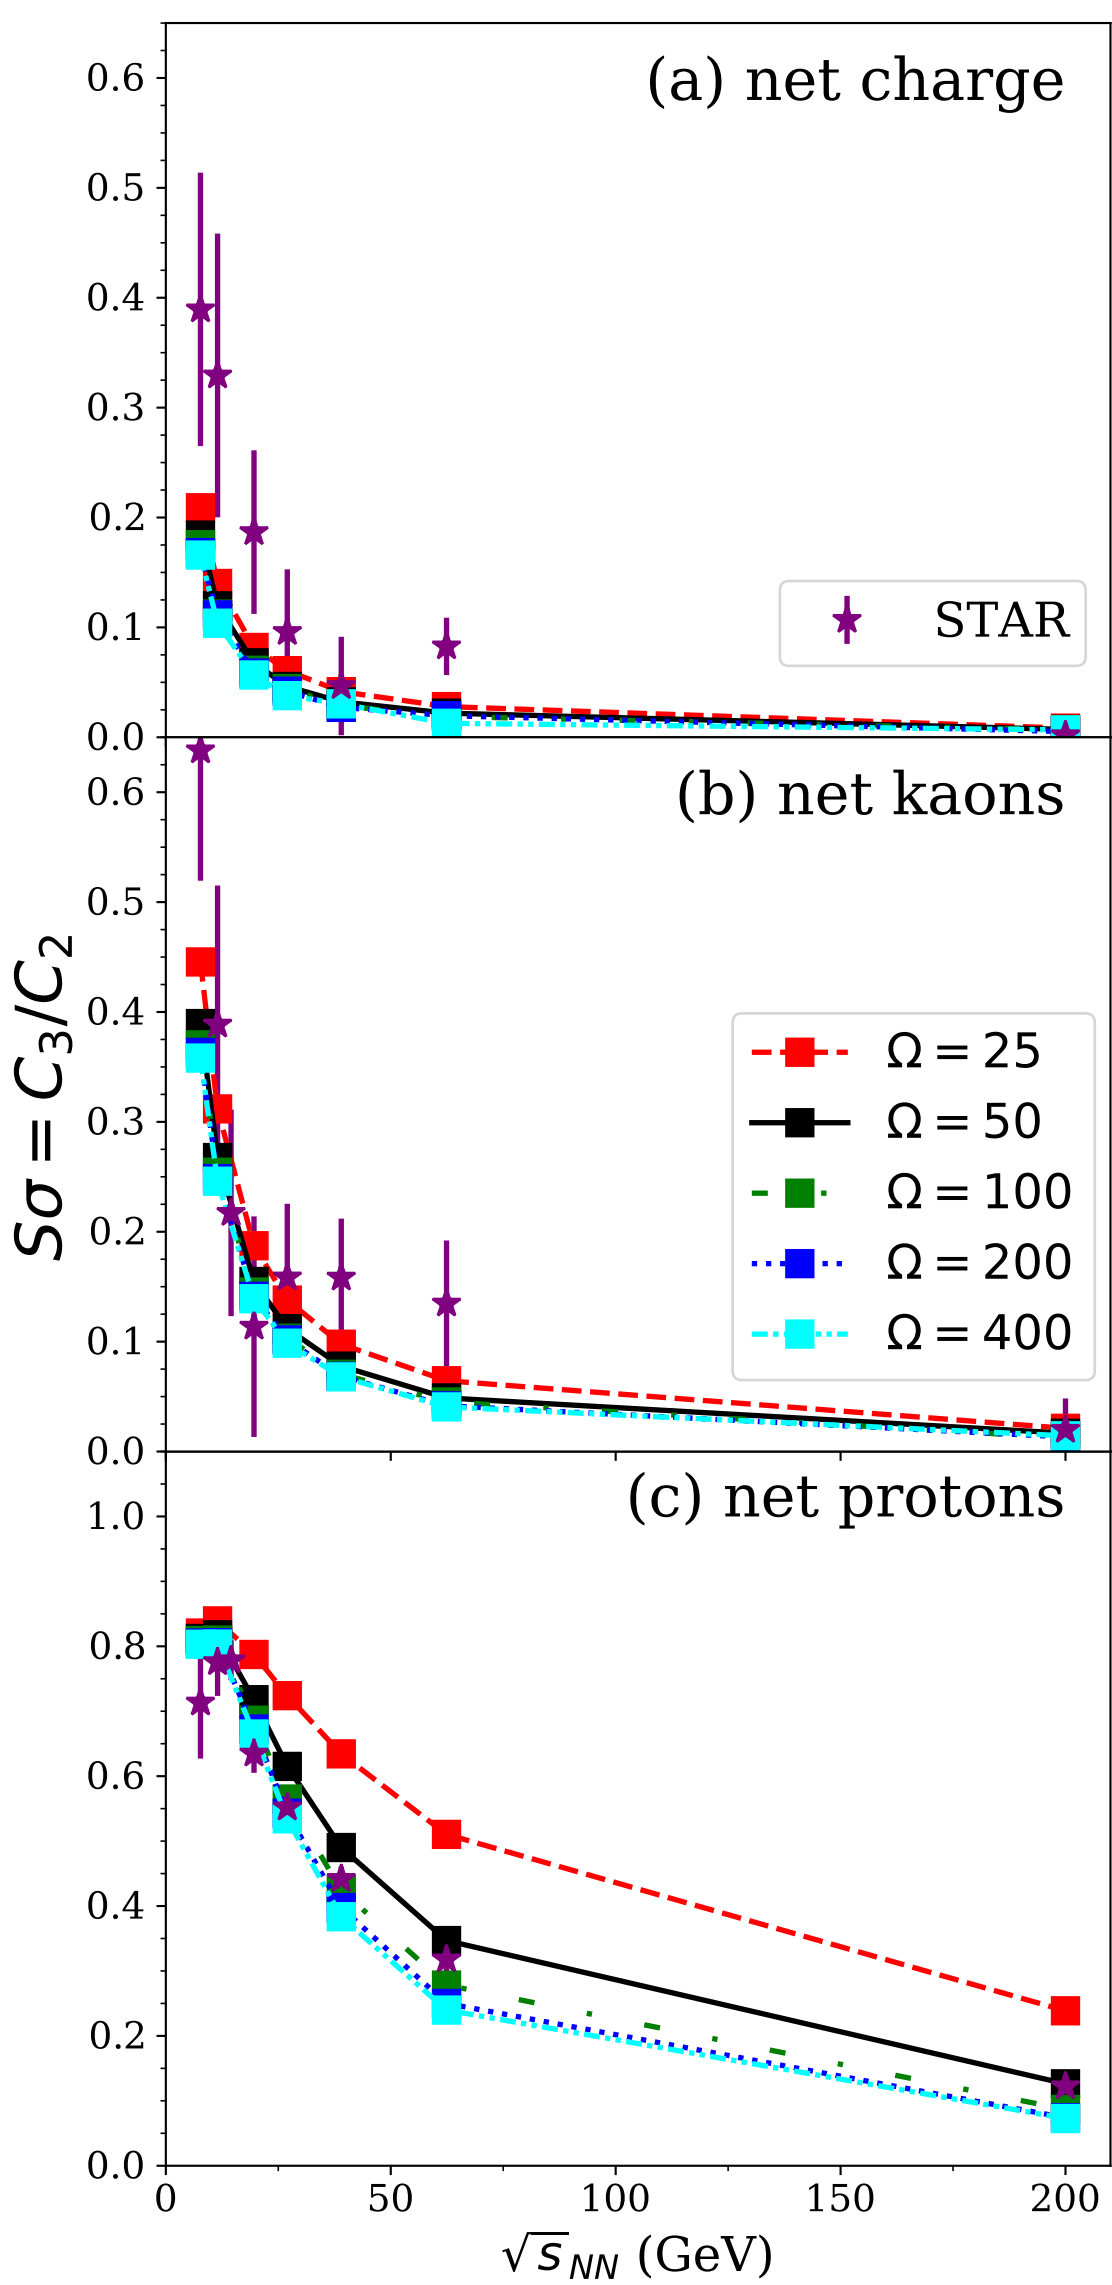 (a) net charge
0.6
0.5
0.4
0.3
0.2
0.1
0.0
STAR
(b) net kaons
0.6
0.5
0.4
0.3
0.2
0.1
0.0
Sσ = C₃/C₂
Ω = 25
Ω = 50
Ω = 100
Ω = 200
Ω = 400
(c) net protons
1.0
0.8
0.6
0.4
0.2
0.0
0 50 100 150 200
√s_NN (GeV)